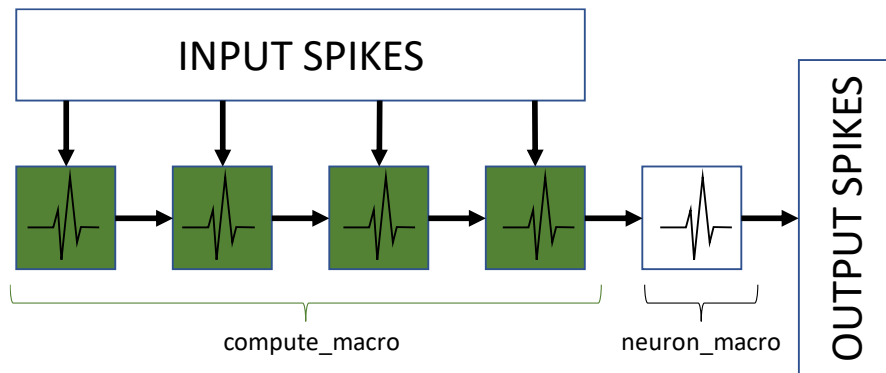 INPUT SPIKES
OUTPUT SPIKES
compute_macro
neuron_macro